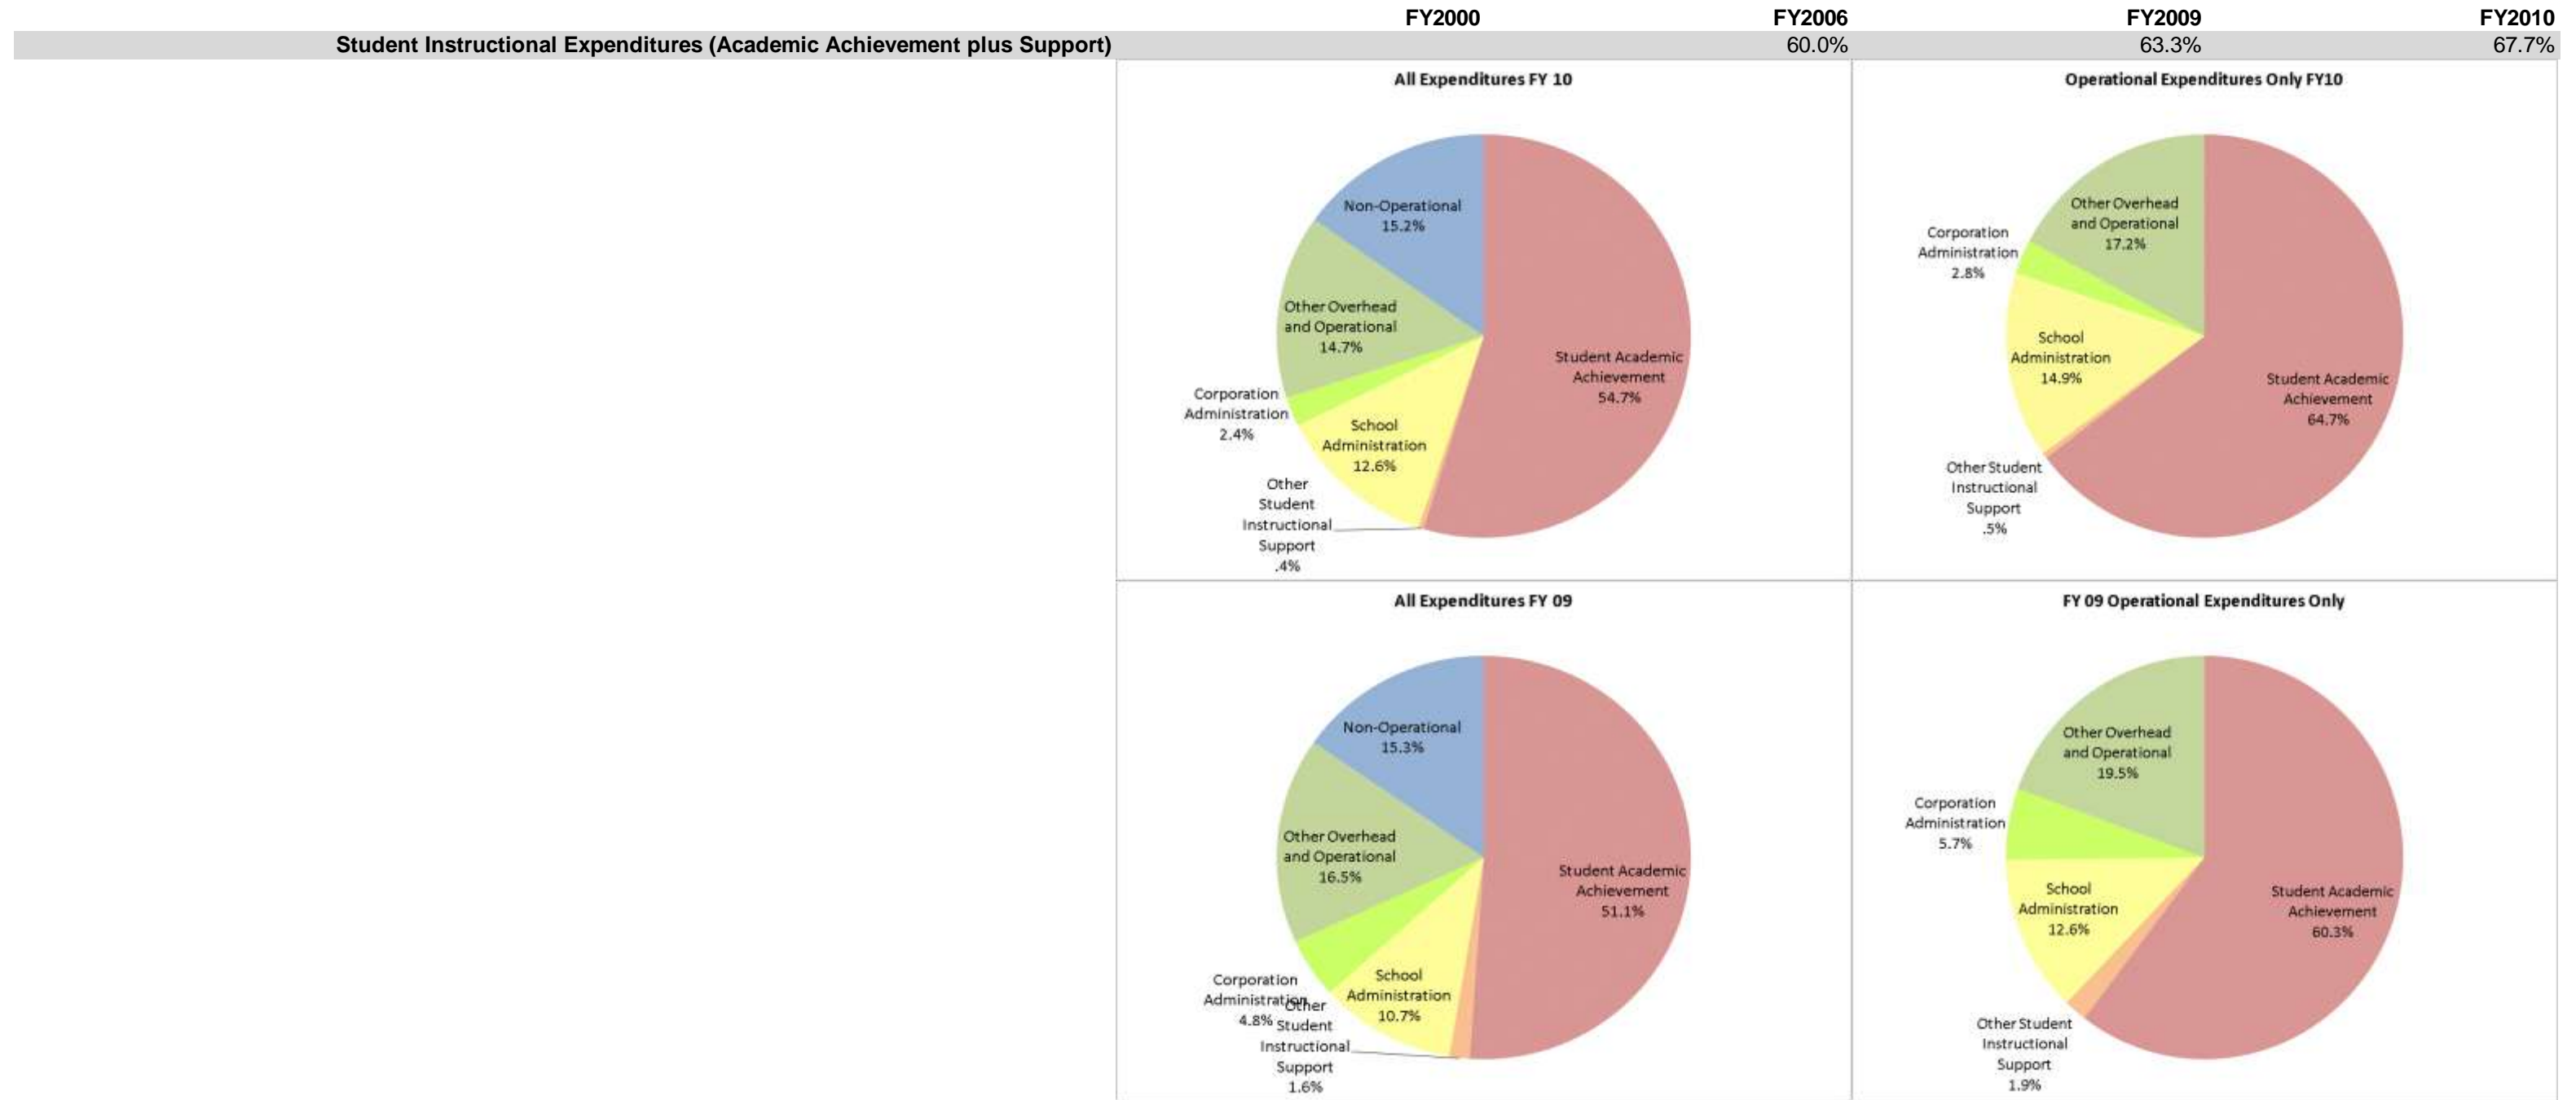 FY2000 FY2006 FY2009 FY2010
Student Instructional Expenditures (Academic Achievement plus Support) 60.0% 63.3% 67.7%
All Expenditures FY 10
Non-Operational
15.2%
Other Overhead
and Operational
14.7%
Corporation
Administration
2.4%
School
Administration
12.6%
Other
Student
Instructional
Support
.4%
Student Academic
Achievement
54.7%
Operational Expenditures Only FY10
Other Overhead
and Operational
17.2%
Corporation
Administration
2.8%
School
Administration
14.9%
Other Student
Instructional
Support
.5%
Student Academic
Achievement
64.7%
All Expenditures FY 09
Non-Operational
15.3%
Other Overhead
and Operational
16.5%
Corporation
Administration
4.8%
School
Administration
10.7%
Other
Student
Instructional
Support
1.6%
Student Academic
Achievement
51.1%
FY 09 Operational Expenditures Only
Other Overhead
and Operational
19.5%
Corporation
Administration
5.7%
School
Administration
12.6%
Other Student
Instructional
Support
1.9%
Student Academic
Achievement
60.3%